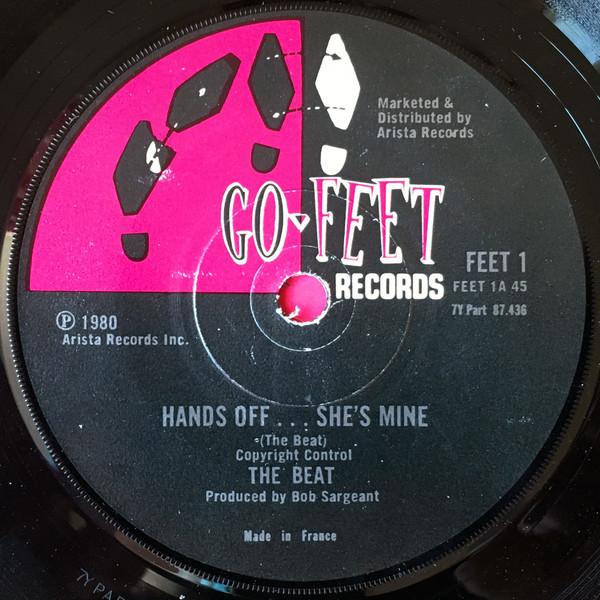 Marketed &
Distributed by
Arista Records
GO-FEET
RECORDS
FEET 1
FEET 1A 45
7Y Part 87.436
Ⓟ 1980
Arista Records Inc.
HANDS OFF . . . SHE'S MINE
(The Beat)
Copyright Control
THE BEAT
Produced by Bob Sargeant
Made in France